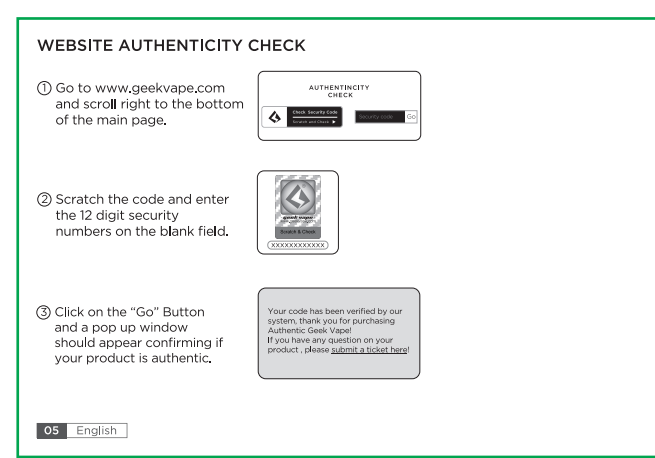 WEBSITE AUTHENTICITY CHECK
① Go to www.geekvape.com
and scroll right to the bottom
of the main page.
AUTHENTINCITY
CHECK
Check Security Code
Scratch and Check
Security code
Go
② Scratch the code and enter
the 12 digit security
numbers on the blank field.
geek vape
Scratch & Check
XXXXXXXXXXXX
③ Click on the “Go” Button
and a pop up window
should appear confirming if
your product is authentic.
Your code has been verified by our
system, thank you for purchasing
Authentic Geek Vape!
If you have any question on your
product , please submit a ticket here!
05 English